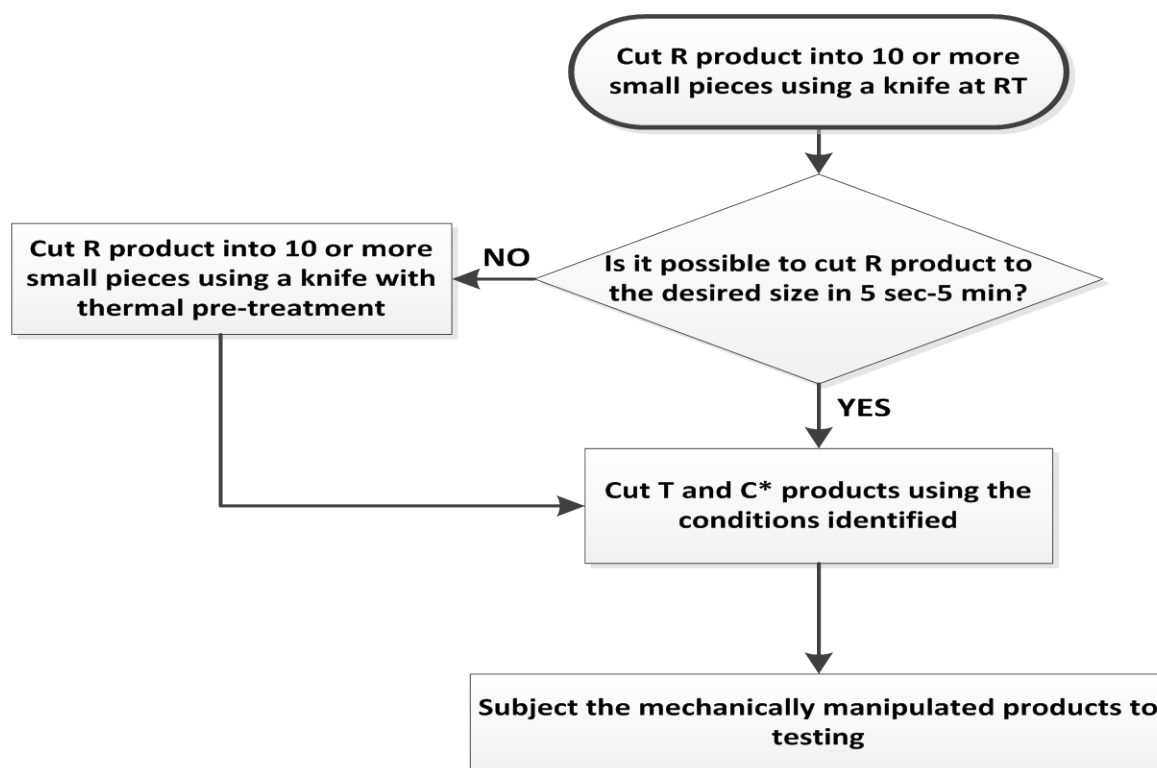 Cut R product into 10 or more
small pieces using a knife at RT
Is it possible to cut R product to
the desired size in 5 sec-5 min?
NO
Cut R product into 10 or more
small pieces using a knife with
thermal pre-treatment
YES
Cut T and C* products using the
conditions identified
Subject the mechanically manipulated products to
testing